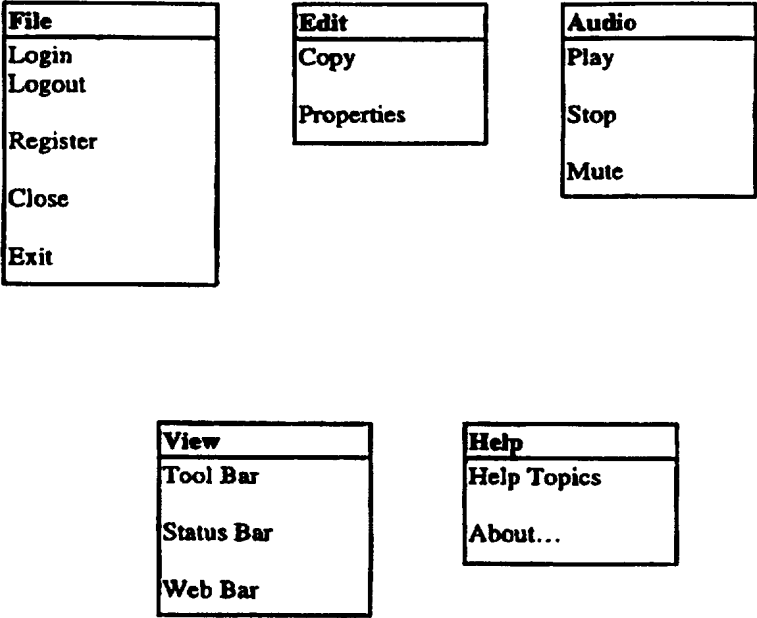 File
Login
Logout
Register
Close
Exit
Edit
Copy
Properties
Audio
Play
Stop
Mute
View
Tool Bar
Status Bar
Web Bar
Help
Help Topics
About...